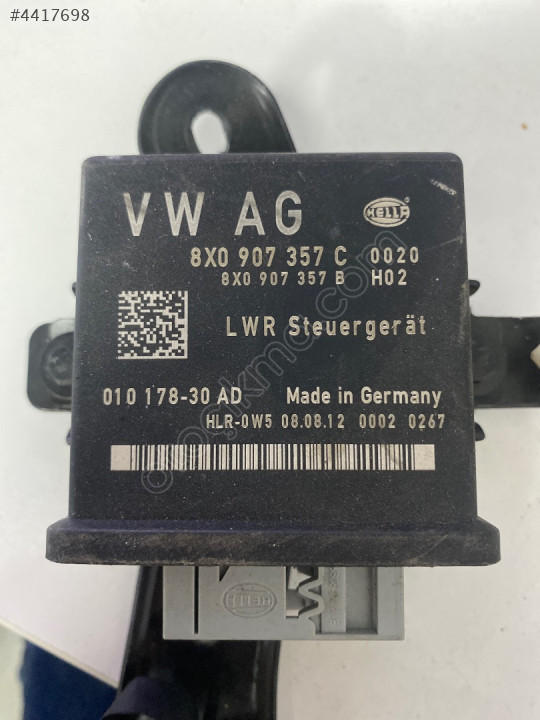 #4417698
VW AG
HELLA
8X0 907 357 C 0020
8X0 907 357 B H02
LWR Steuergerät
010 178-30 AD Made in Germany
HLR-0W5 08.08.12 0002 0267
HELLA